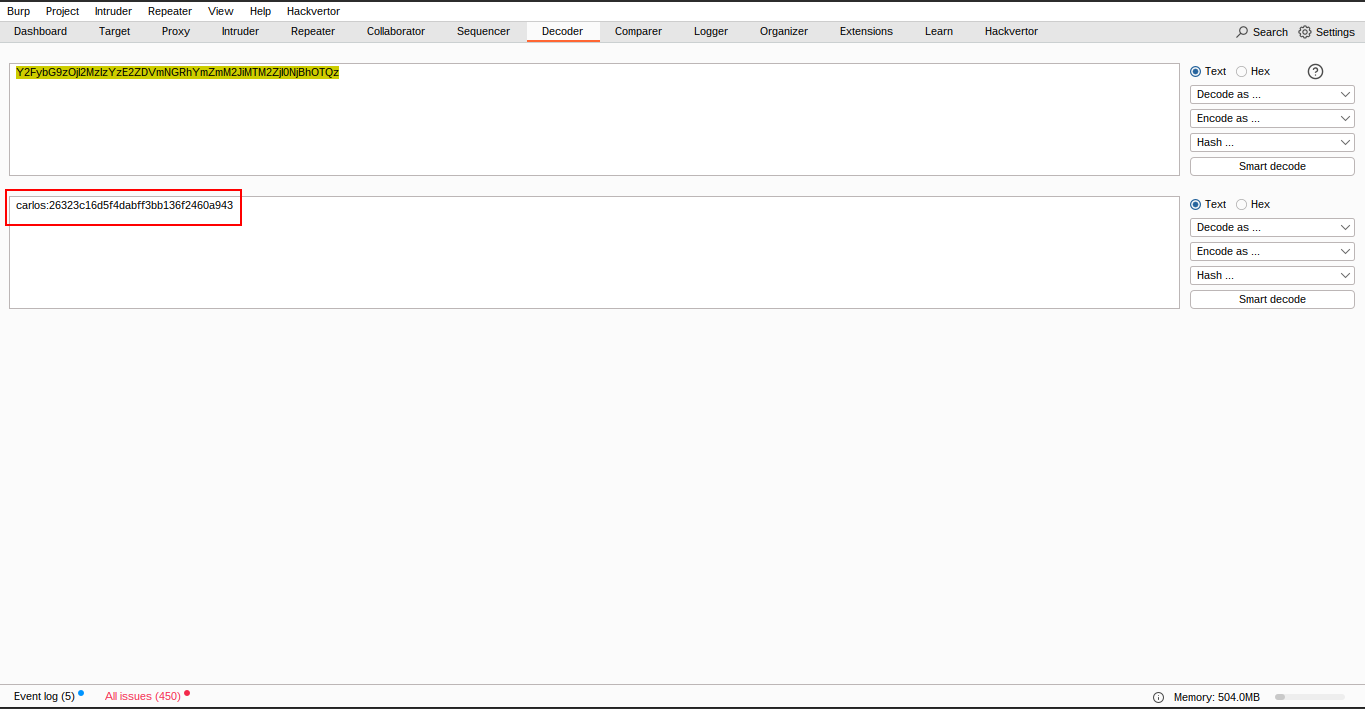 Burp Project Intruder Repeater View Help Hackvertor
Dashboard Target Proxy Intruder Repeater Collaborator Sequencer Decoder Comparer Logger Organizer Extensions Learn Hackvertor Search Settings
Y2FybG9zOjI2MzIzYzE2ZDVmNGRhYmZmM2JiMTM2ZjI0NjBhOTQz
Text Hex ?
Decode as ...
Encode as ...
Hash ...
Smart decode
carlos:26323c16d5f4dabff3bb136f2460a943
Text Hex
Decode as ...
Encode as ...
Hash ...
Smart decode
Event log (5) All issues (450) Memory: 504.0MB